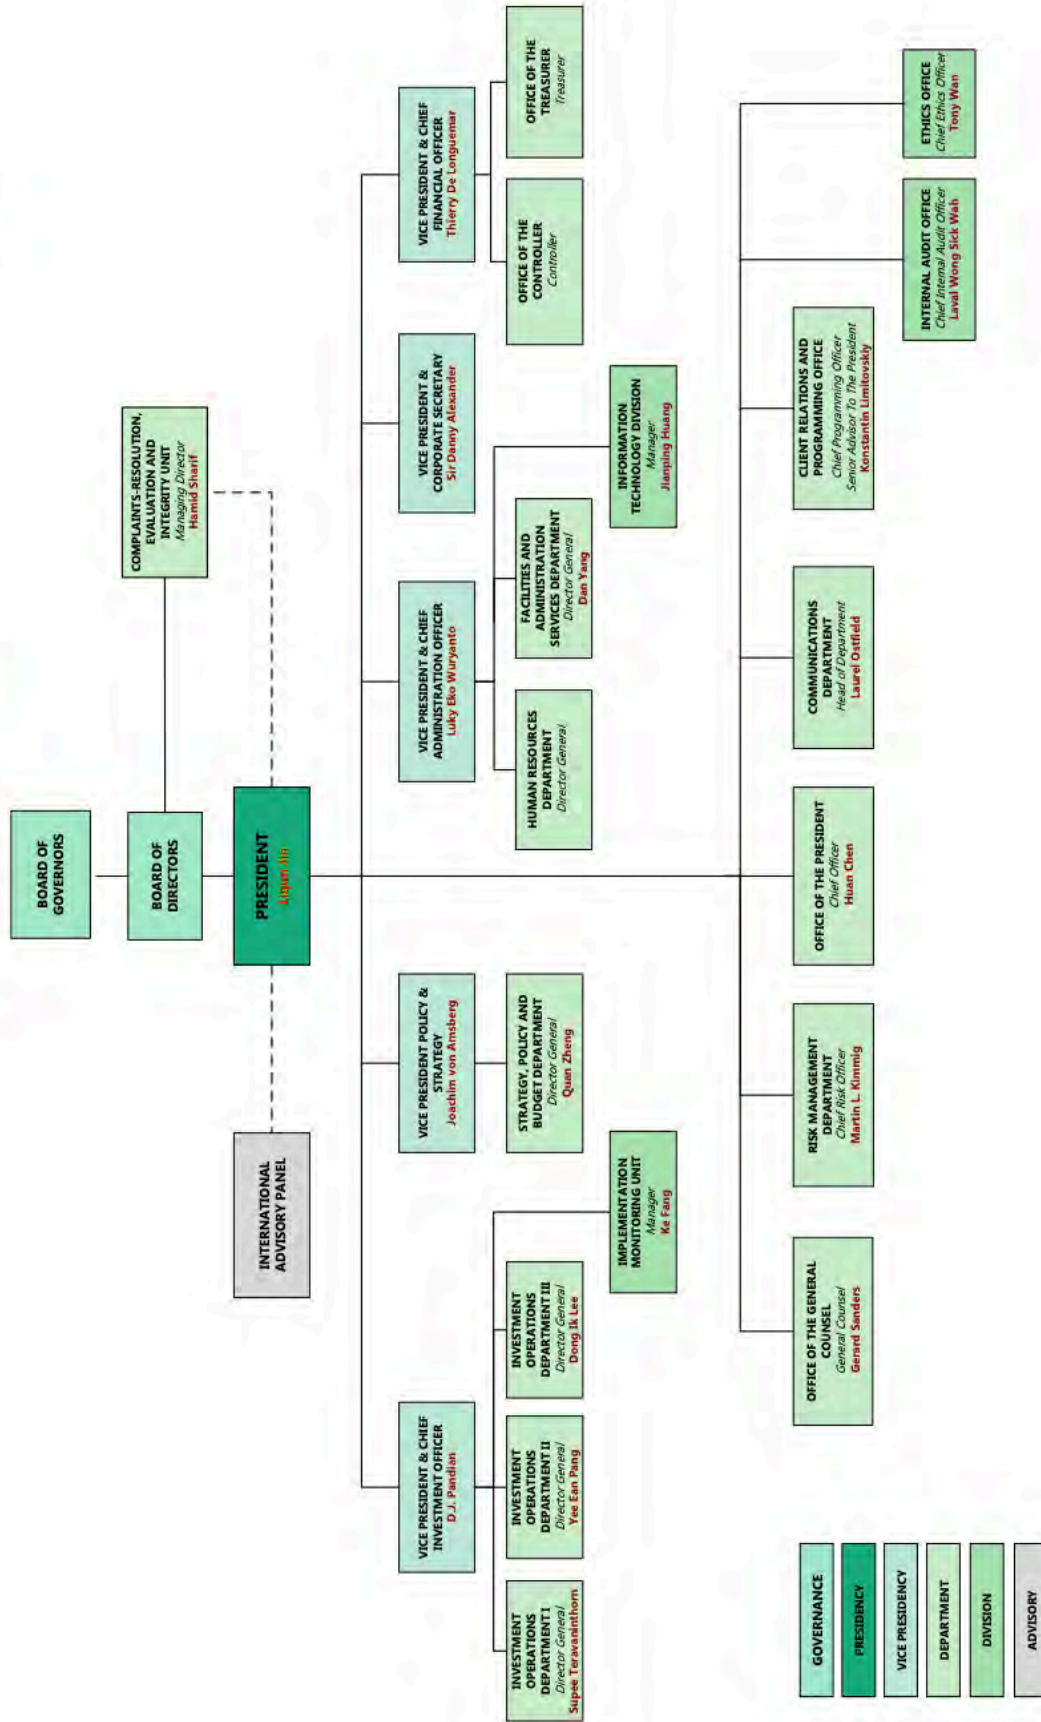 BOARD OF
GOVERNORS
BOARD OF
DIRECTORS
COMPLAINTS-RESOLUTION,
EVALUATION AND
INTEGRITY UNIT
Managing Director
Hamid Sharif
INTERNATIONAL
ADVISORY PANEL
PRESIDENT
Liqun Jin
VICE PRESIDENT & CHIEF
INVESTMENT OFFICER
D.J. Pandian
VICE PRESIDENT POLICY &
STRATEGY
Joachim von Amsberg
VICE PRESIDENT & CHIEF
ADMINISTRATION OFFICER
Luky Eko Wuryanto
VICE PRESIDENT &
CORPORATE SECRETARY
Sir Danny Alexander
VICE PRESIDENT & CHIEF
FINANCIAL OFFICER
Thierry De Longuemar
INVESTMENT
OPERATIONS
DEPARTMENT I
Director General
Supee Teravaninthorn
INVESTMENT
OPERATIONS
DEPARTMENT II
Director General
Yee Ean Pang
INVESTMENT
OPERATIONS
DEPARTMENT III
Director General
Dong Ik Lee
STRATEGY, POLICY AND
BUDGET DEPARTMENT
Director General
Quan Zheng
HUMAN RESOURCES
DEPARTMENT
Director General
FACILITIES AND
ADMINISTRATION
SERVICES DEPARTMENT
Director General
Dan Yang
OFFICE OF THE
CONTROLLER
Controller
OFFICE OF THE
TREASURER
Treasurer
IMPLEMENTATION
MONITORING UNIT
Manager
Ke Fang
INFORMATION
TECHNOLOGY DIVISION
Manager
Jianping Huang
OFFICE OF THE GENERAL
COUNSEL
General Counsel
Gerard Sanders
RISK MANAGEMENT
DEPARTMENT
Chief Risk Officer
Martin L. Kimmig
OFFICE OF THE PRESIDENT
Chief Officer
Huan Chen
COMMUNICATIONS
DEPARTMENT
Head of Department
Laurel Ostfield
CLIENT RELATIONS AND
PROGRAMMING OFFICE
Chief Programming Officer
Senior Advisor To The President
Konstantin Limitovskiy
INTERNAL AUDIT OFFICE
Chief Internal Audit Officer
Laval Wong Sick Wah
ETHICS OFFICE
Chief Ethics Officer
Tony Wan
GOVERNANCE
PRESIDENCY
VICE PRESIDENCY
DEPARTMENT
DIVISION
ADVISORY